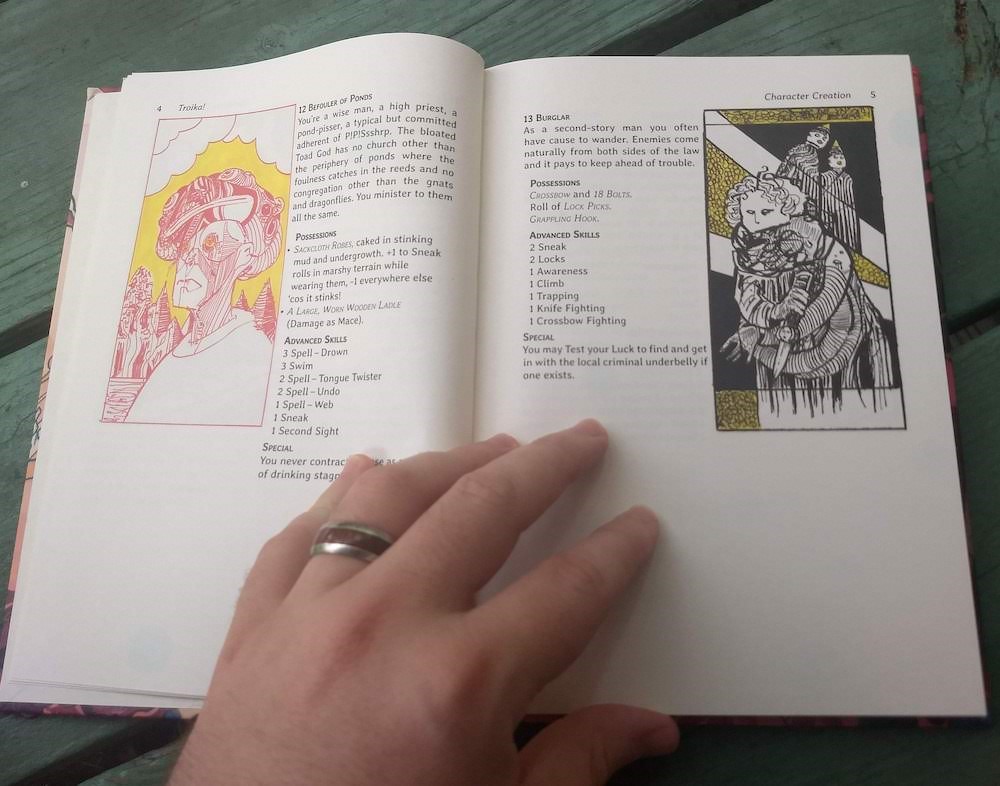 4 Troika!
12 Befouler of Ponds
You're a wise man, a high priest, a
pond-pisser, a typical but committed
adherent of P!P!Ssshrp. The bloated
Toad God has no church other than
the periphery of ponds where the
foulness catches in the reeds and no
congregation other than the gnats
and dragonflies. You minister to them
all the same.
Possessions
• Sackcloth Robes, caked in stinking
mud and undergrowth. +1 to Sneak
rolls in marshy terrain while
wearing them, -1 everywhere else
'cos it stinks!
• A Large, Worn Wooden Ladle
(Damage as Mace).
Advanced Skills
3 Spell – Drown
3 Swim
2 Spell – Tongue Twister
2 Spell – Undo
1 Spell – Web
1 Sneak
1 Second Sight
Special
You never
of drinking
Character Creation 5
13 Burglar
As a second-story man you often
have cause to wander. Enemies come
naturally from both sides of the law
and it pays to keep ahead of trouble.
Possessions
Crossbow and 18 Bolts.
Roll of Lock Picks.
Grappling Hook.
Advanced Skills
2 Sneak
2 Locks
1 Awareness
1 Climb
1 Trapping
1 Knife Fighting
1 Crossbow Fighting
Special
You may Test your Luck to find and get
in with the local criminal underbelly if
one exists.